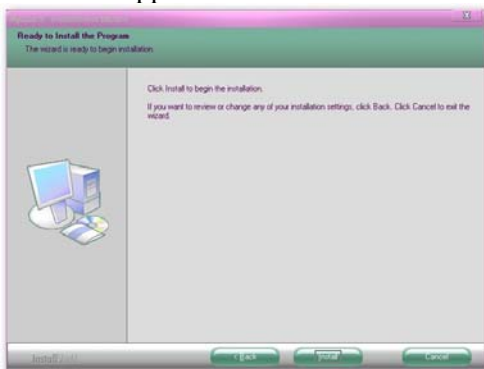 Ready to Install the Program
The wizard is ready to begin installation.
Click Install to begin the installation.
If you want to review or change any of your installation settings, click Back. Click Cancel to exit the
wizard.
< Back
Install
Cancel